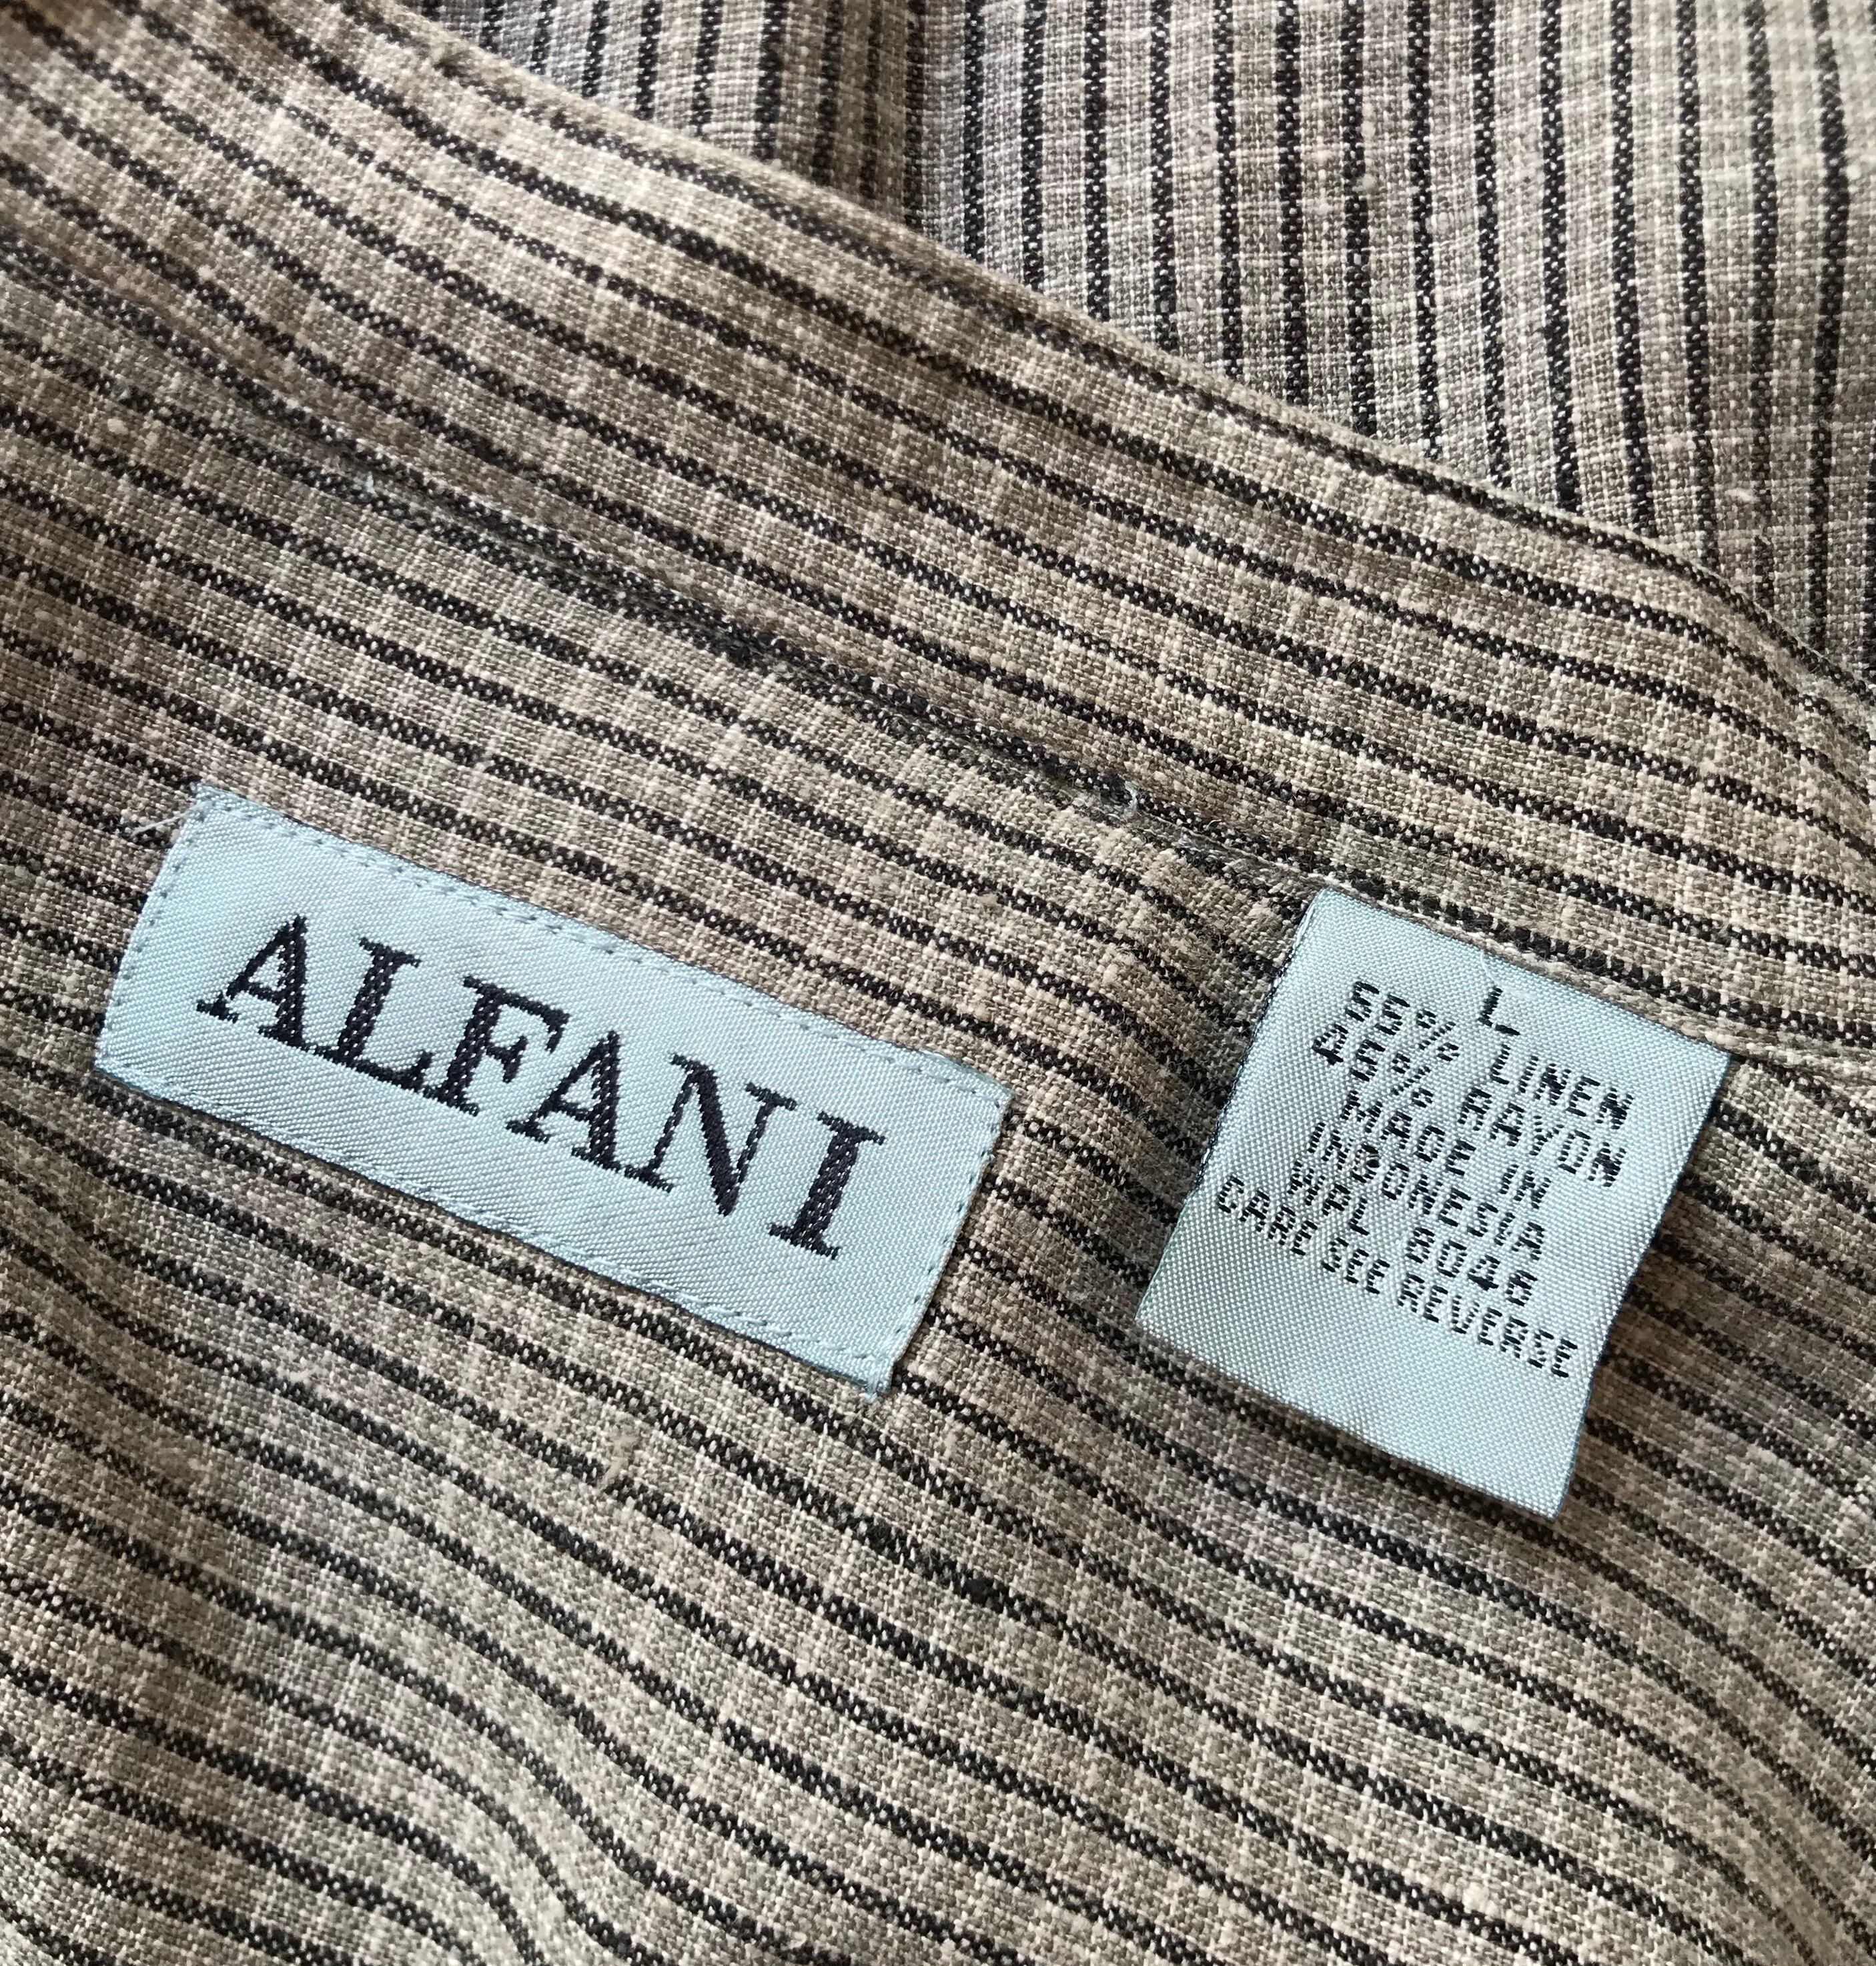 ALFANI
L
55% LINEN
45% RAYON
MADE IN
INDONESIA
WPL 8046
CARE SEE REVERSE